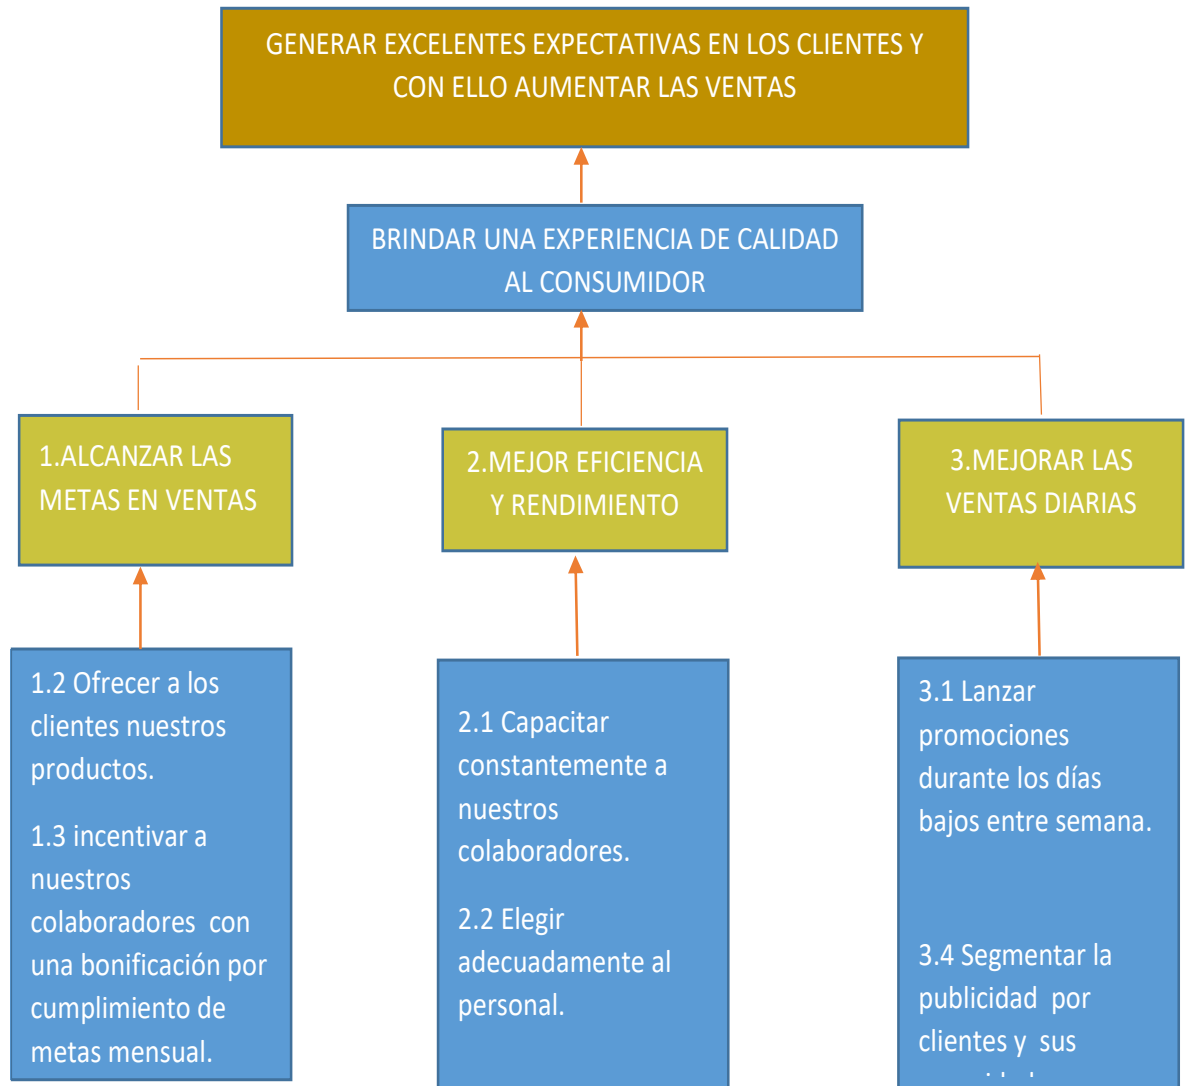 GENERAR EXCELENTES EXPECTATIVAS EN LOS CLIENTES Y
CON ELLO AUMENTAR LAS VENTAS
BRINDAR UNA EXPERIENCIA DE CALIDAD
AL CONSUMIDOR
1.ALCANZAR LAS
METAS EN VENTAS
2.MEJOR EFICIENCIA
Y RENDIMIENTO
3.MEJORAR LAS
VENTAS DIARIAS
1.2 Ofrecer a los
clientes nuestros
productos.
1.3 incentivar a
nuestros
colaboradores  con
una bonificación por
cumplimiento de
metas mensual.
2.1 Capacitar
constantemente a
nuestros
colaboradores.
2.2 Elegir
adecuadamente al
personal.
3.1 Lanzar
promociones
durante los días
bajos entre semana.
3.4 Segmentar la
publicidad  por
clientes y  sus